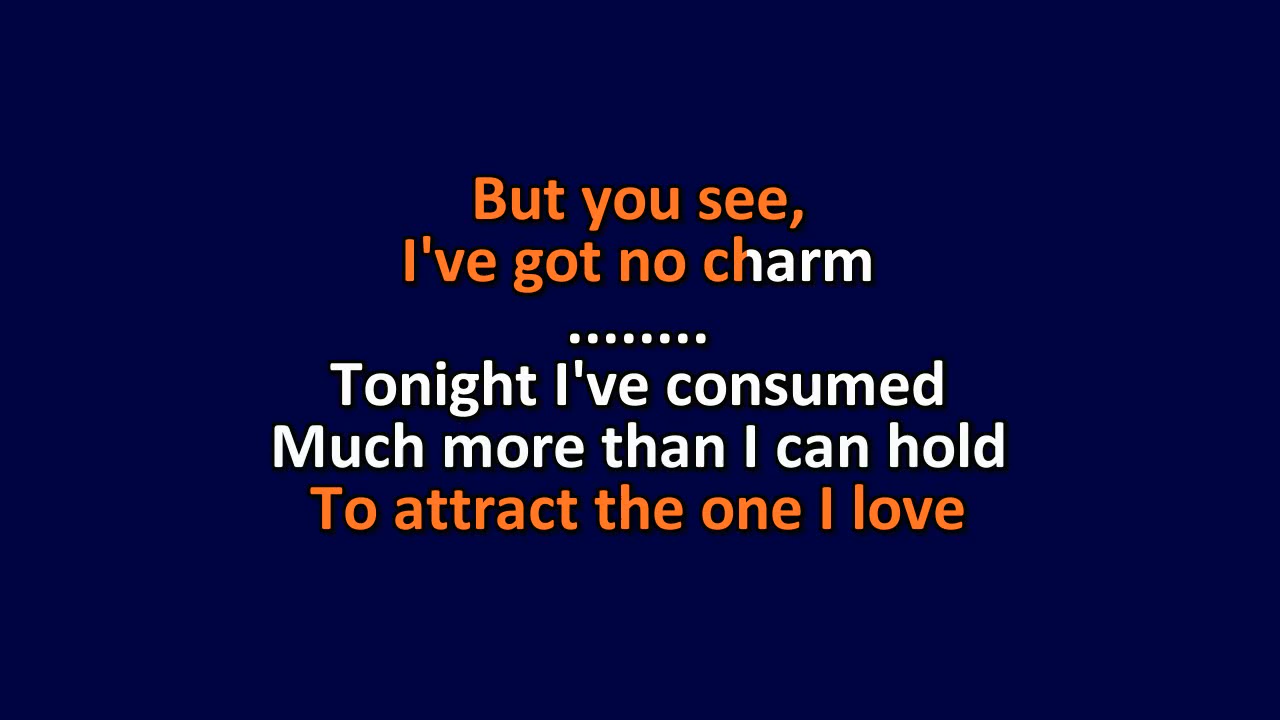 But you see,
I've got no charm
........
Tonight I've consumed
Much more than I can hold
To attract the one I love